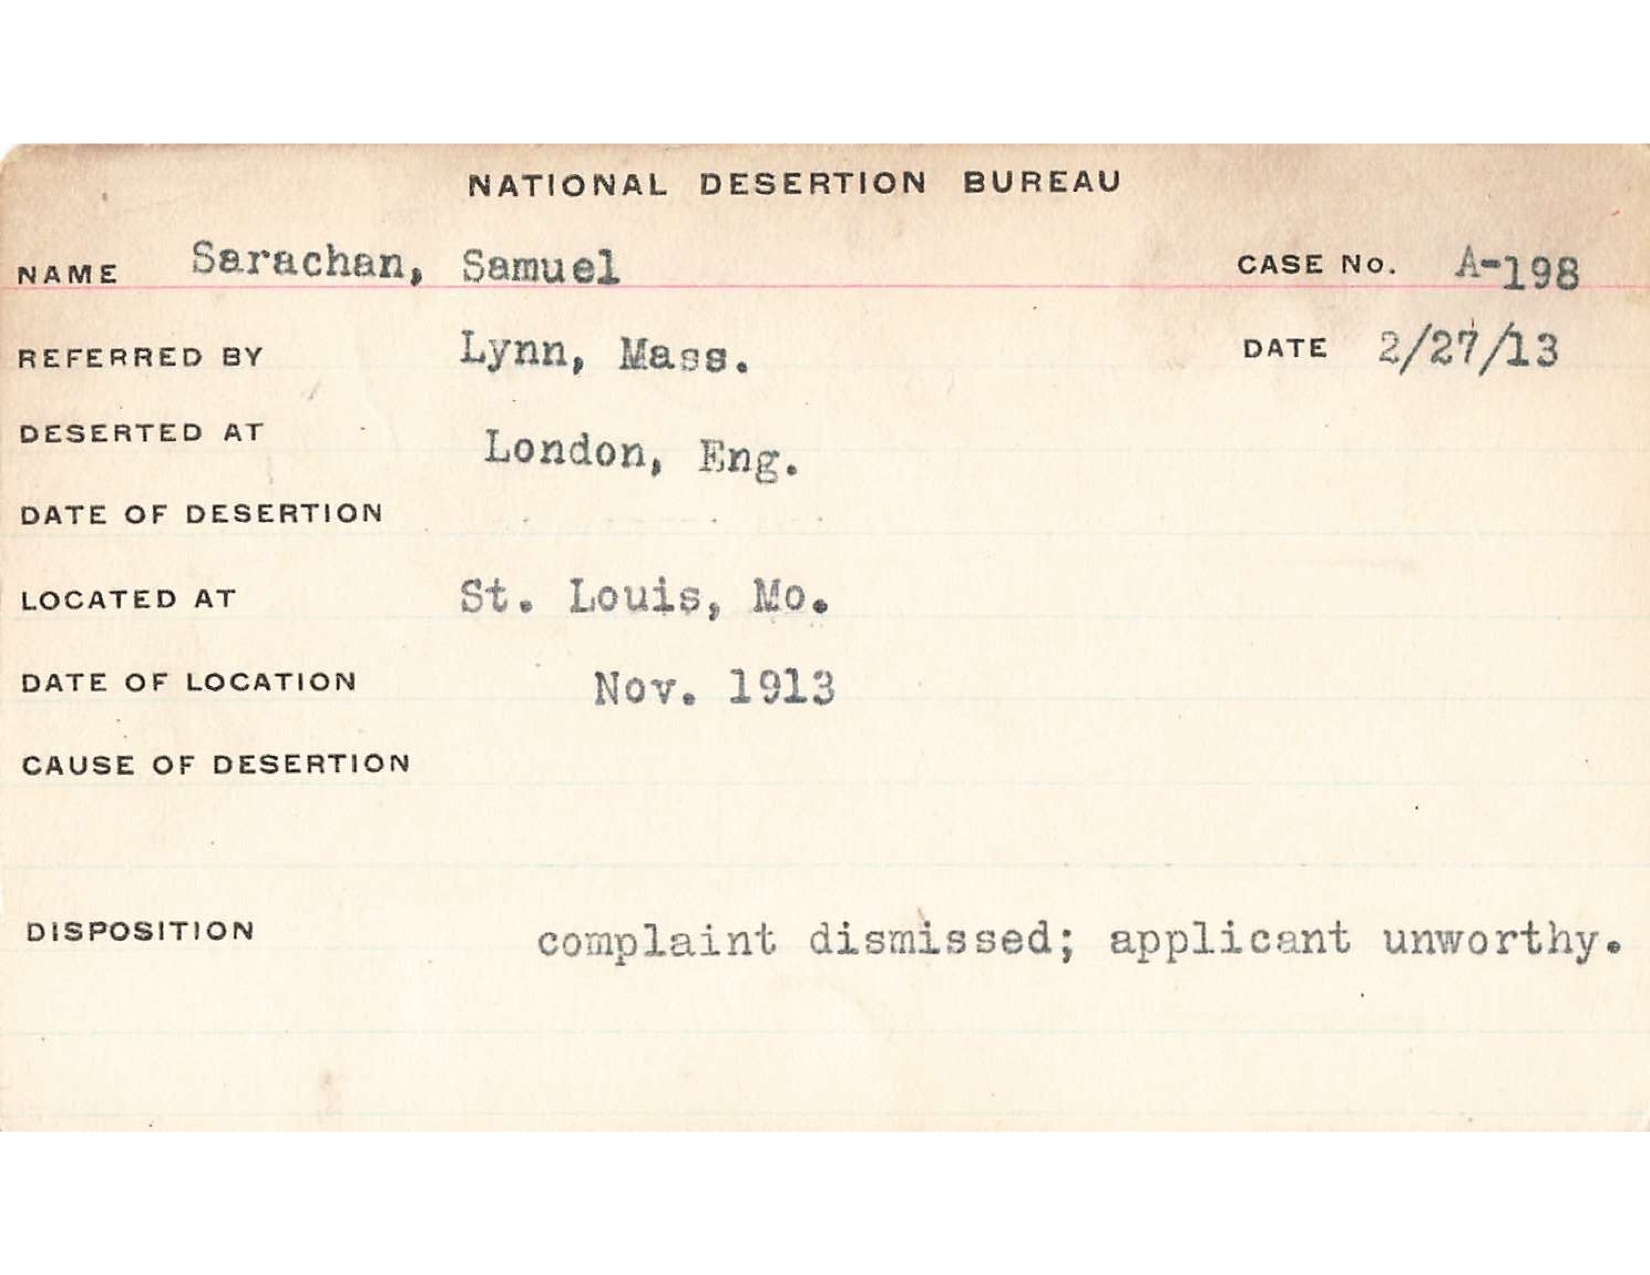 NATIONAL DESERTION BUREAU
NAME Sarachan, Samuel CASE No. A-198
REFERRED BY Lynn, Mass. DATE 2/27/13
DESERTED AT London, Eng.
DATE OF DESERTION
LOCATED AT St. Louis, Mo.
DATE OF LOCATION Nov. 1913
CAUSE OF DESERTION
DISPOSITION complaint dismissed; applicant unworthy.